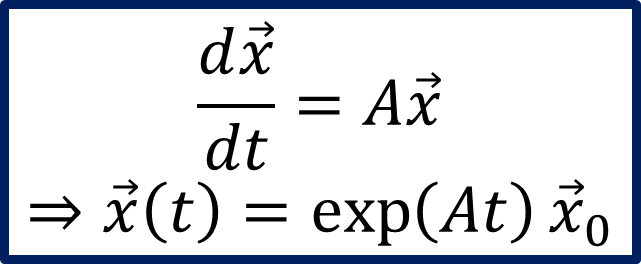 dx⃗/dt = Ax⃗
⇒ x⃗(t) = exp(At) x⃗₀